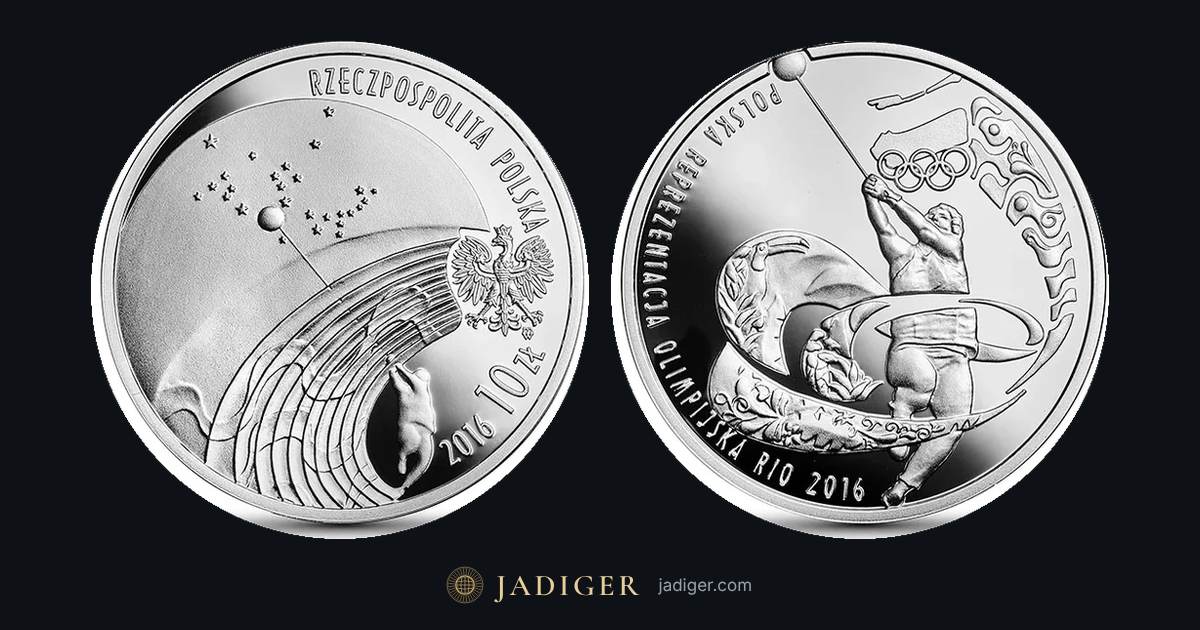 RZECZPOSPOLITA POLSKA
2016 10 ZŁ
POLSKA REPREZENTACJA OLIMPIJSKA RIO 2016
JADIGER jadiger.com